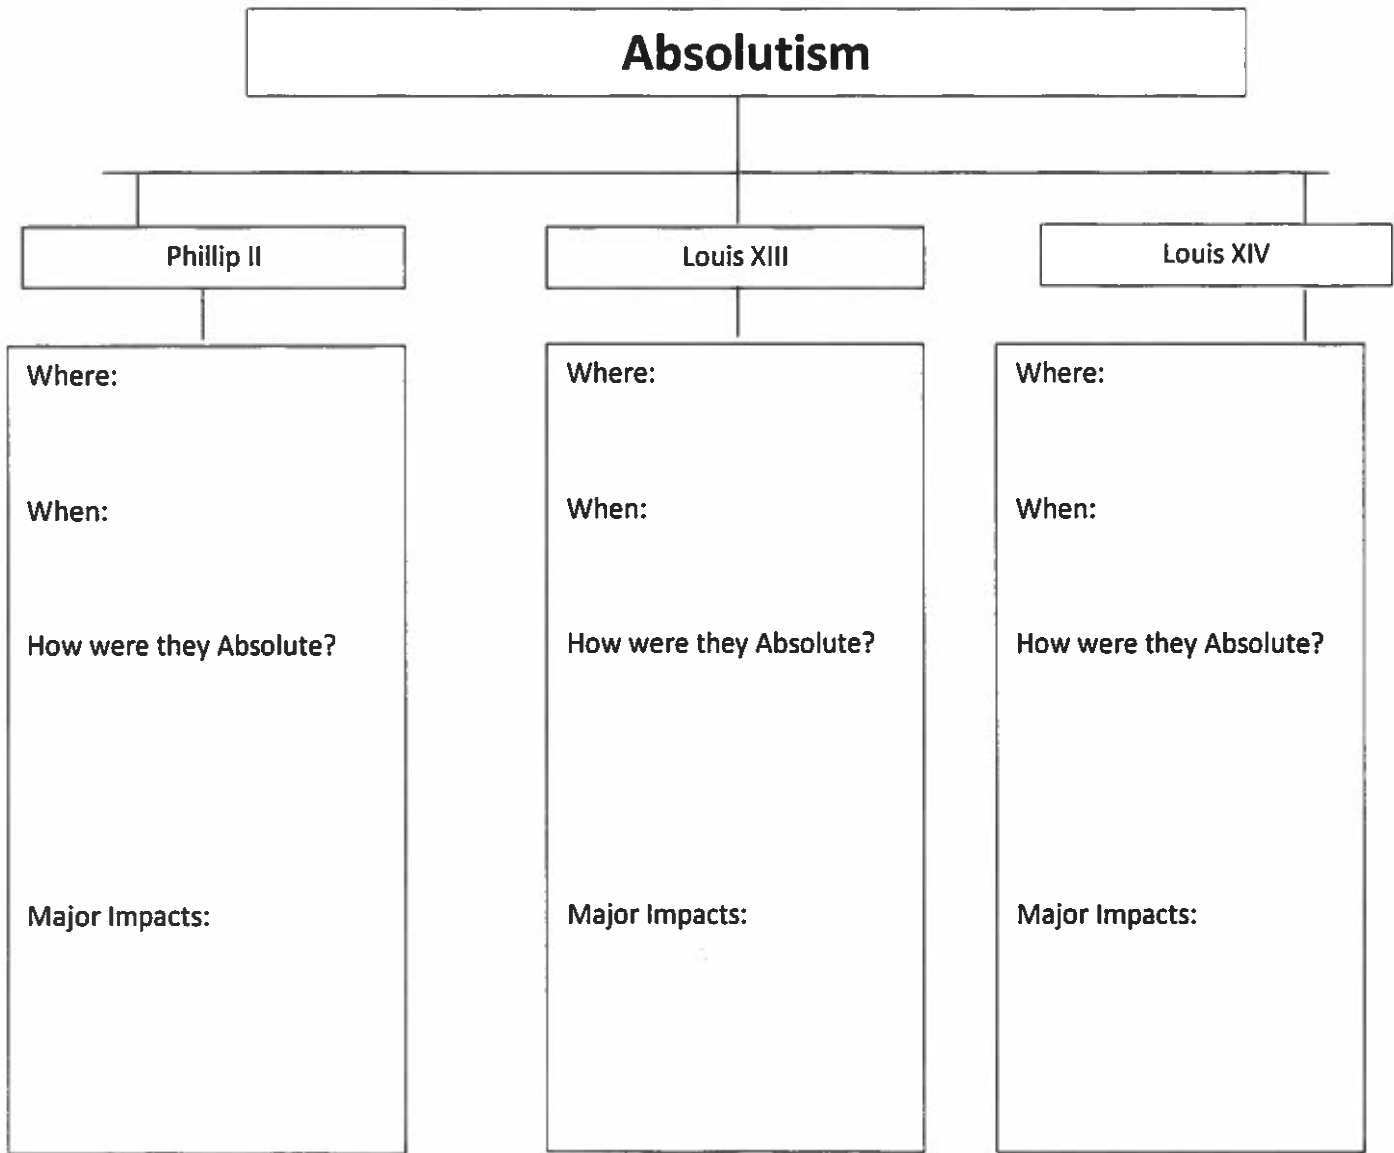 Absolutism
Phillip II
Louis XIII
Louis XIV
Where:
When:
How were they Absolute?
Major Impacts:
Where:
When:
How were they Absolute?
Major Impacts:
Where:
When:
How were they Absolute?
Major Impacts: